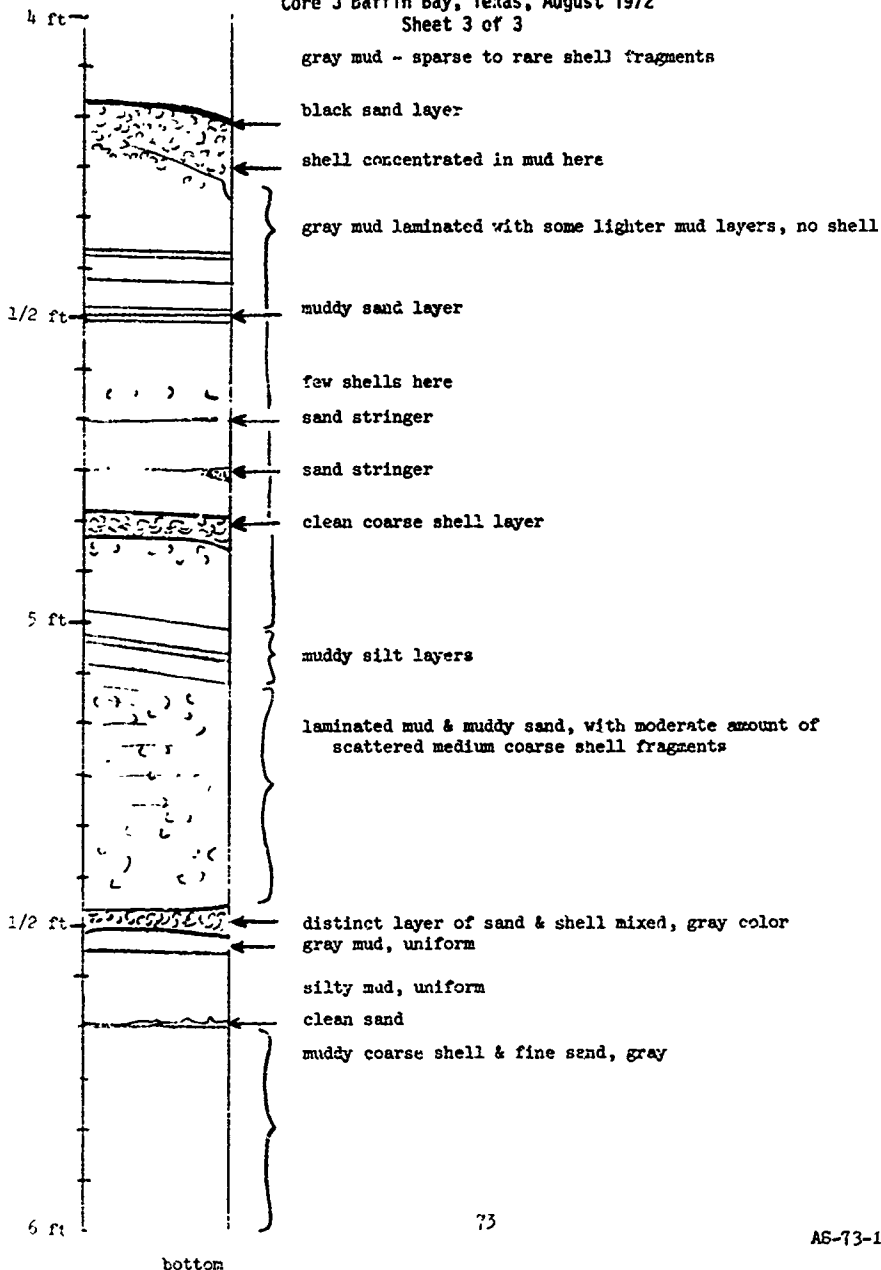 Core 3 Baffin Bay, Texas, August 1972
Sheet 3 of 3
4 ft
gray mud - sparse to rare shell fragments
black sand layer
shell concentrated in mud here
gray mud laminated with some lighter mud layers, no shell
1/2 ft
muddy sand layer
few shells here
sand stringer
sand stringer
clean coarse shell layer
5 ft
muddy silt layers
laminated mud & muddy sand, with moderate amount of
scattered medium coarse shell fragments
1/2 ft
distinct layer of sand & shell mixed, gray color
gray mud, uniform
silty mud, uniform
clean sand
muddy coarse shell & fine sand, gray
6 ft
73
AS-73-1
bottom